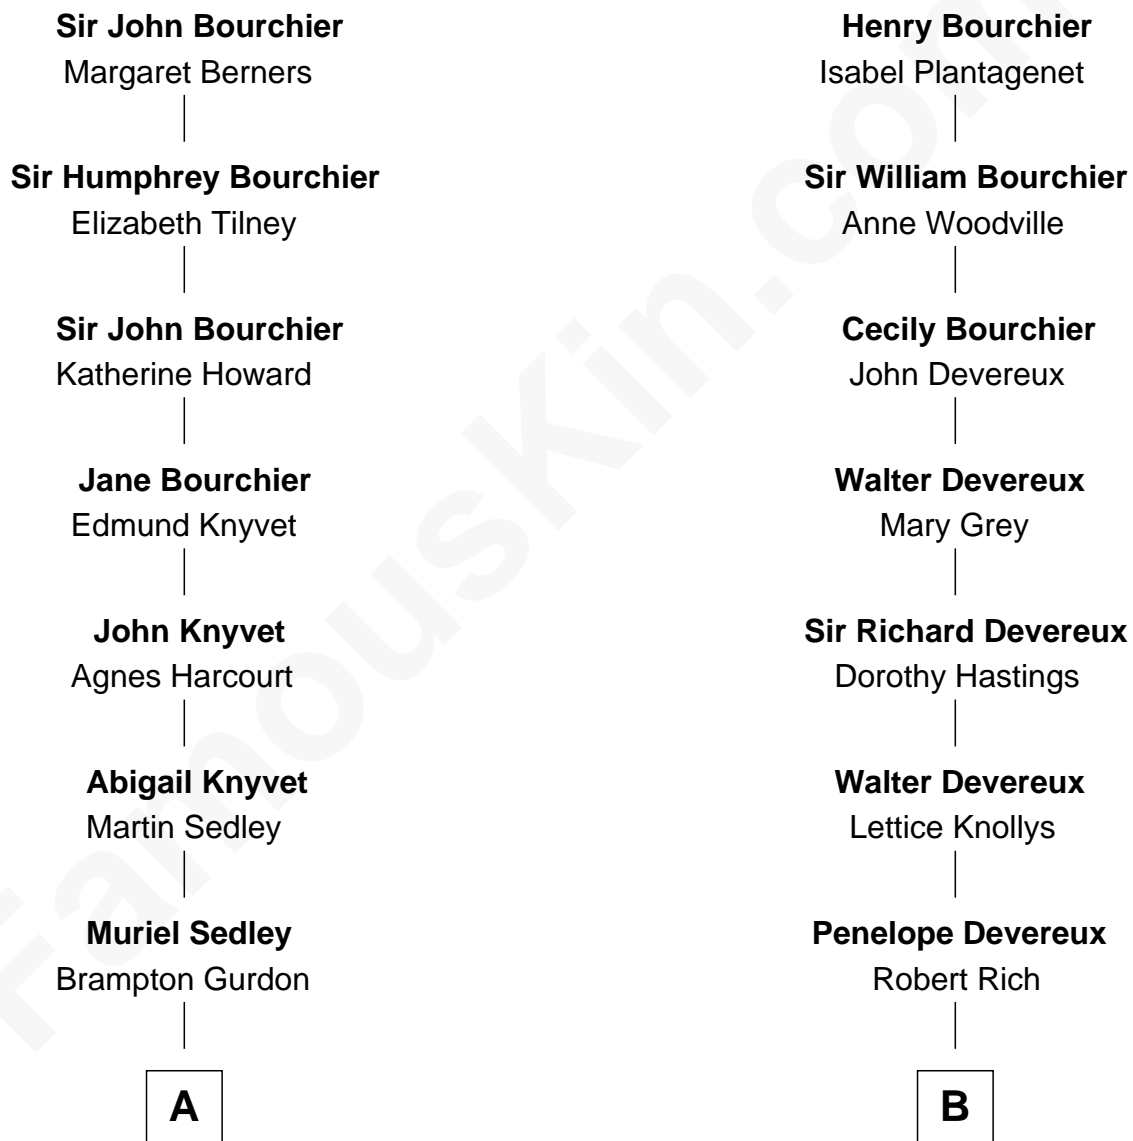 Sir John Bourchier
Margaret Berners
Sir Humphrey Bourchier
Elizabeth Tilney
Sir John Bourchier
Katherine Howard
Jane Bourchier
Edmund Knyvet
John Knyvet
Agnes Harcourt
Abigail Knyvet
Martin Sedley
Muriel Sedley
Brampton Gurdon
A
Henry Bourchier
Isabel Plantagenet
Sir William Bourchier
Anne Woodville
Cecily Bourchier
John Devereux
Walter Devereux
Mary Grey
Sir Richard Devereux
Dorothy Hastings
Walter Devereux
Lettice Knollys
Penelope Devereux
Robert Rich
B
FamousKin.com